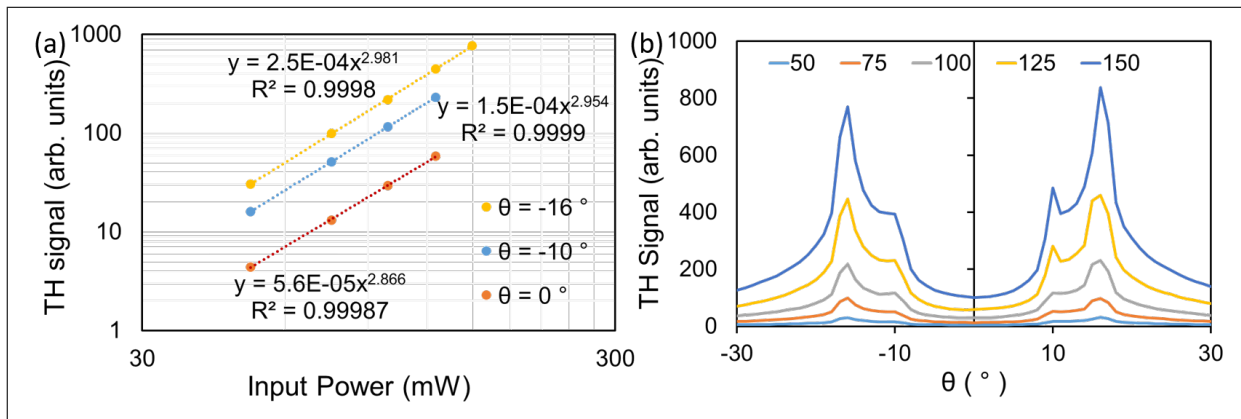 (a)
TH signal (arb. units)
1000
100
10
1
y = 2.5E-04x^2.981
R² = 0.9998
y = 1.5E-04x^2.954
R² = 0.9999
θ = -16 °
θ = -10 °
θ = 0 °
y = 5.6E-05x^2.866
R² = 0.99987
30
300
Input Power (mW)
(b)
TH Signal (arb. units)
1000
800
600
400
200
0
50 75 100 125 150
-30 -10 10 30
θ ( ° )